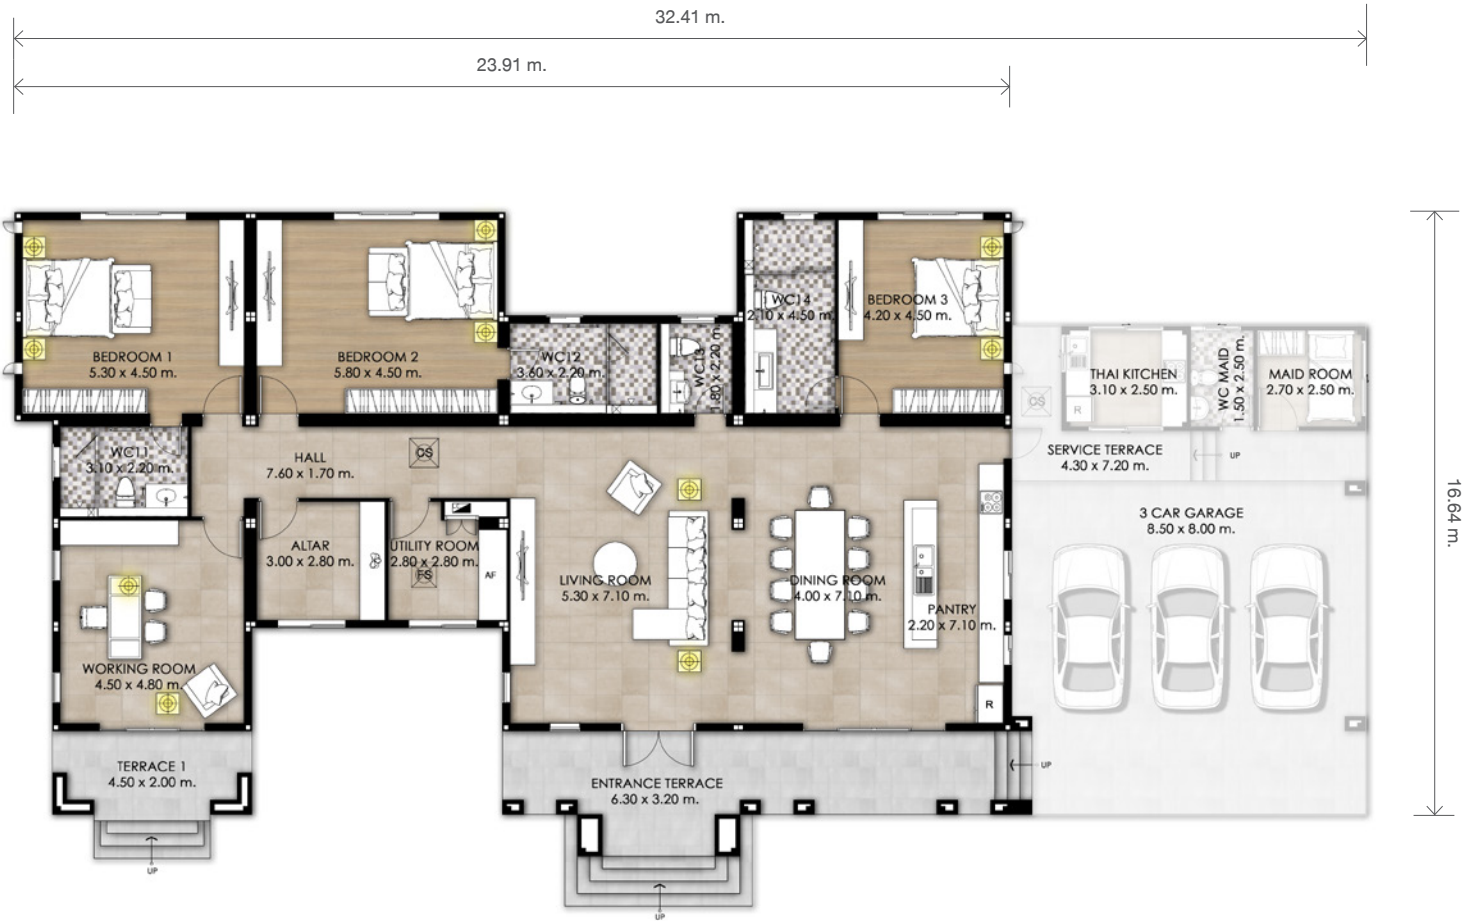 32.41 m.
23.91 m.
16.64 m.
BEDROOM 1
5.30 x 4.50 m.
BEDROOM 2
5.80 x 4.50 m.
WC12
3.60 x 2.20 m.
WC13
1.80 x 2.20 m.
WC14
2.10 x 4.50 m.
BEDROOM 3
4.20 x 4.50 m.
THAI KITCHEN
3.10 x 2.50 m.
R
WC MAID
1.50 x 2.50 m.
MAID ROOM
2.70 x 2.50 m.
CS
SERVICE TERRACE
4.30 x 7.20 m.
UP
WC11
3.10 x 2.20 m.
HALL
7.60 x 1.70 m.
CS
ALTAR
3.00 x 2.80 m.
UTILITY ROOM
2.80 x 2.80 m.
FS
AF
LIVING ROOM
5.30 x 7.10 m.
DINING ROOM
4.00 x 7.10 m.
PANTRY
2.20 x 7.10 m.
R
3 CAR GARAGE
8.50 x 8.00 m.
WORKING ROOM
4.50 x 4.80 m.
TERRACE 1
4.50 x 2.00 m.
UP
ENTRANCE TERRACE
6.30 x 3.20 m.
UP
UP